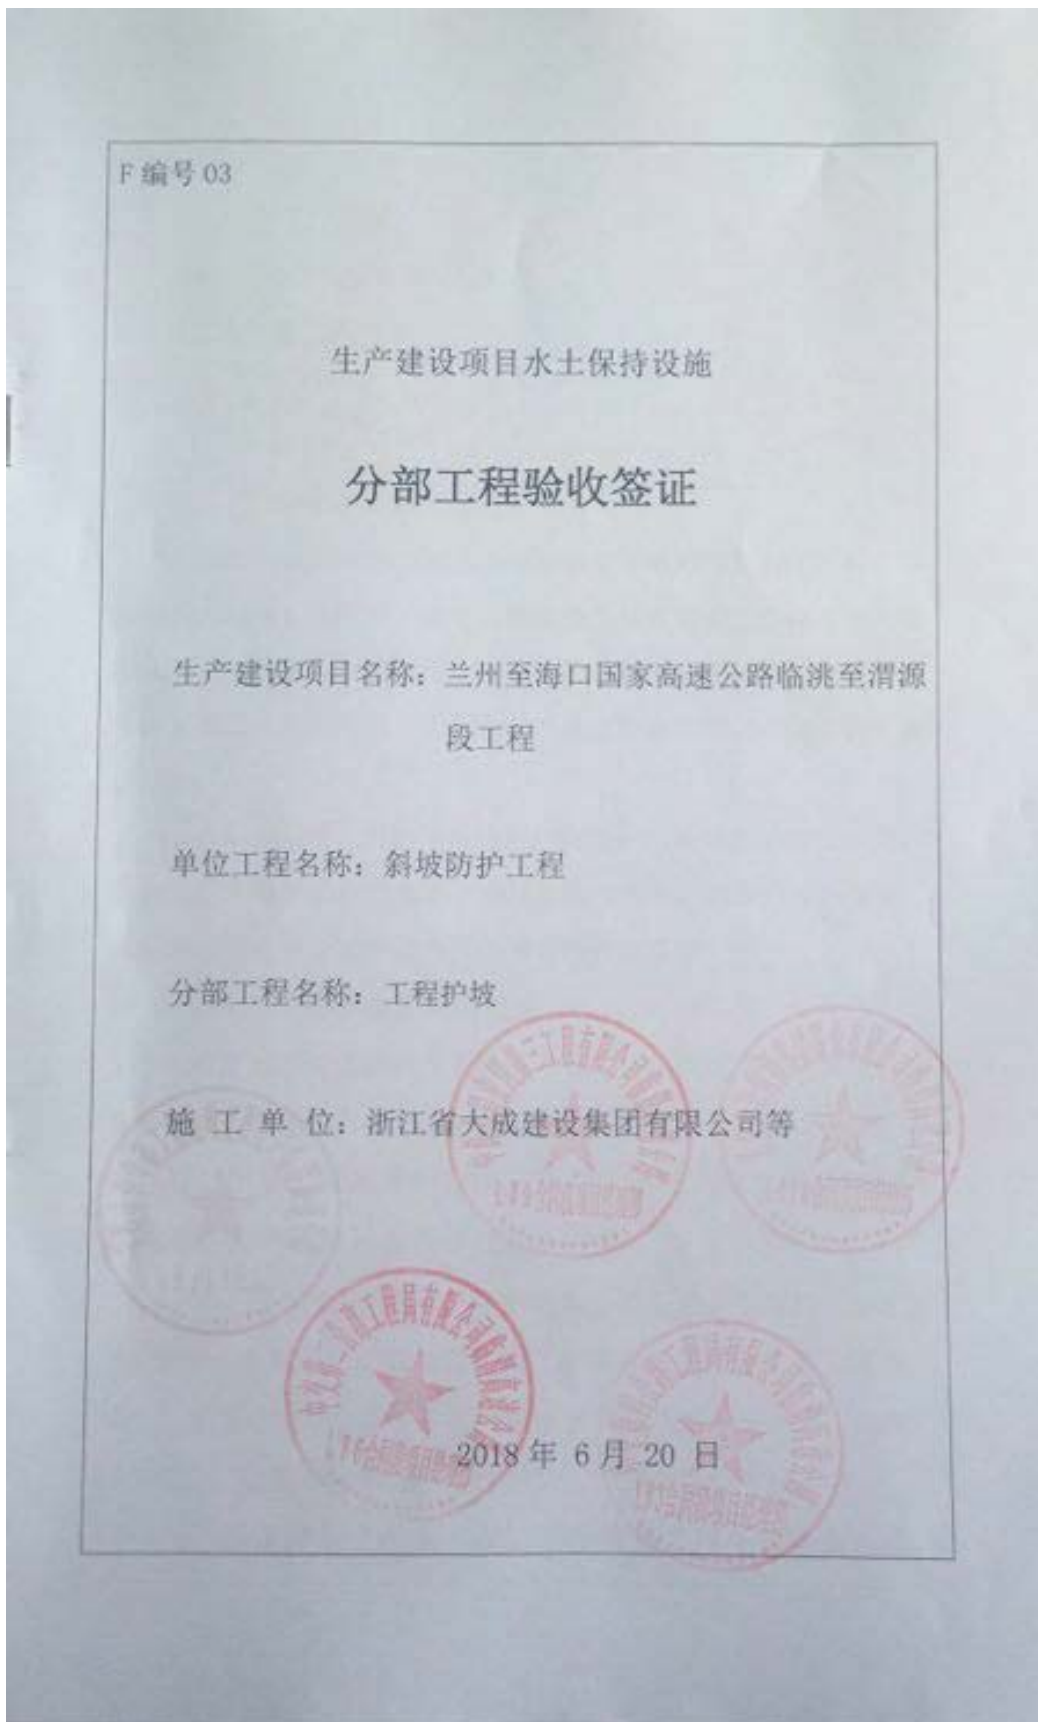 F 编号 03
生产建设项目水土保持设施
分部工程验收签证
生产建设项目名称：兰州至海口国家高速公路临洮至渭源
段工程
单位工程名称：斜坡防护工程
分部工程名称：工程护坡
施 工 单 位：浙江省大成建设集团有限公司等
2018 年 6 月 20 日